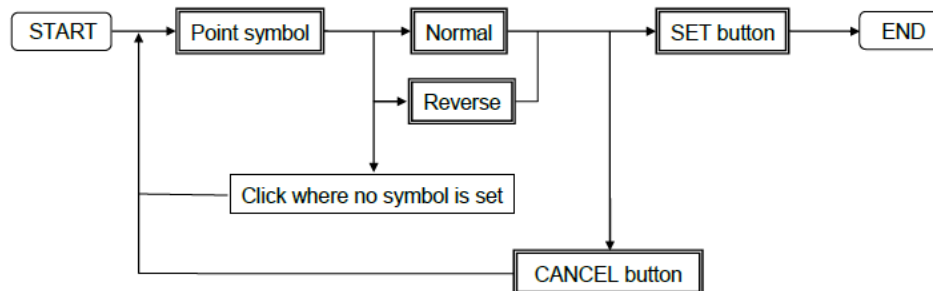 START
Point symbol
Normal
SET button
END
Reverse
Click where no symbol is set
CANCEL button